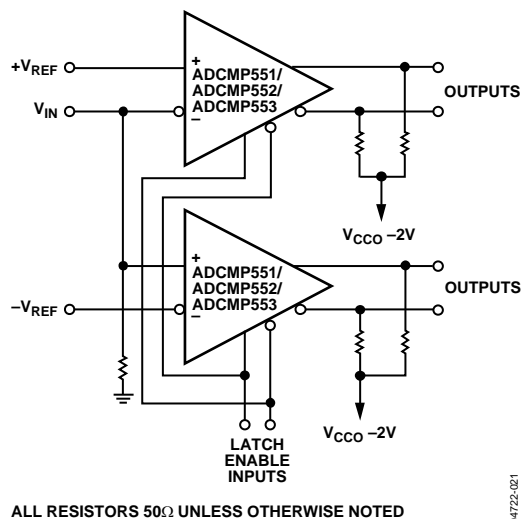 +VREF
VIN
+
ADCMP551/
ADCMP552/
ADCMP553
–
OUTPUTS
VCCO –2V
–VREF
+
ADCMP551/
ADCMP552/
ADCMP553
–
OUTPUTS
VCCO –2V
LATCH
ENABLE
INPUTS
ALL RESISTORS 50Ω UNLESS OTHERWISE NOTED
04722-021